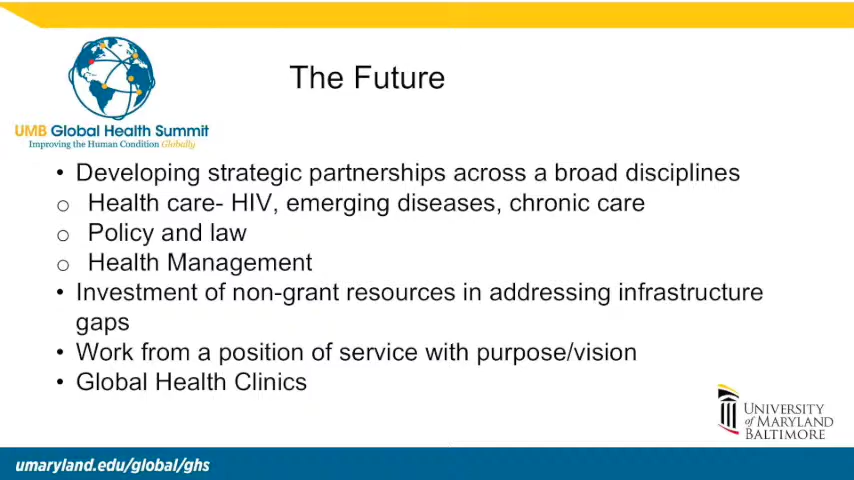 The Future
UMB Global Health Summit
Improving the Human Condition Globally
• Developing strategic partnerships across a broad disciplines
o Health care- HIV, emerging diseases, chronic care
o Policy and law
o Health Management
• Investment of non-grant resources in addressing infrastructure
gaps
• Work from a position of service with purpose/vision
• Global Health Clinics
UNIVERSITY
of MARYLAND
BALTIMORE
umaryland.edu/global/ghs